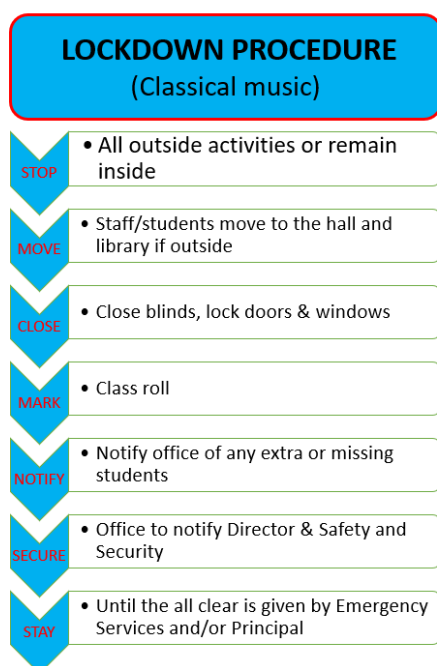 LOCKDOWN PROCEDURE
(Classical music)
STOP
• All outside activities or remain
inside
MOVE
• Staff/students move to the hall and
library if outside
CLOSE
• Close blinds, lock doors & windows
MARK
• Class roll
NOTIFY
• Notify office of any extra or missing
students
SECURE
• Office to notify Director & Safety and
Security
STAY
• Until the all clear is given by Emergency
Services and/or Principal